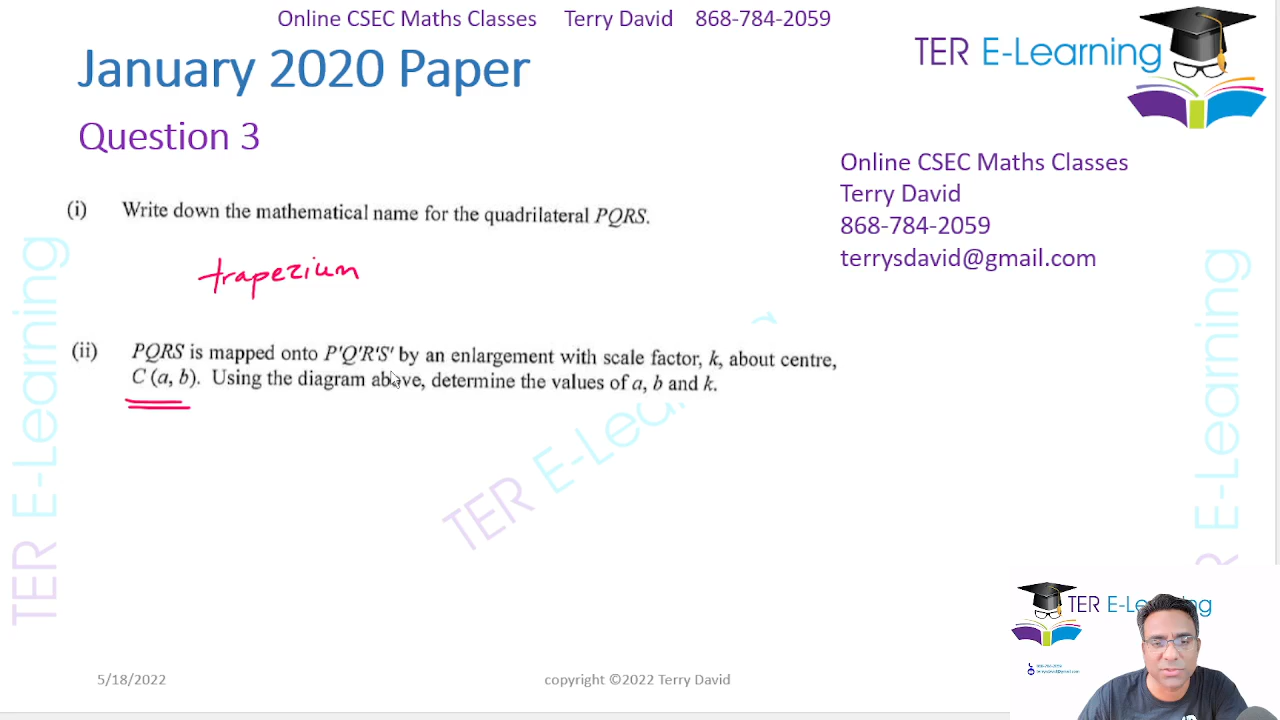 Online CSEC Maths Classes Terry David 868-784-2059
TER E-Learning
January 2020 Paper
Question 3
Online CSEC Maths Classes
Terry David
868-784-2059
terrysdavid@gmail.com
(i) Write down the mathematical name for the quadrilateral PQRS.
trapezium
(ii) PQRS is mapped onto P'Q'R'S' by an enlargement with scale factor, k, about centre,
C (a, b). Using the diagram above, determine the values of a, b and k.
TER E-Learning
TER E-Lea
E-Learning
TER E-Le ng
5/18/2022
copyright ©2022 Terry David